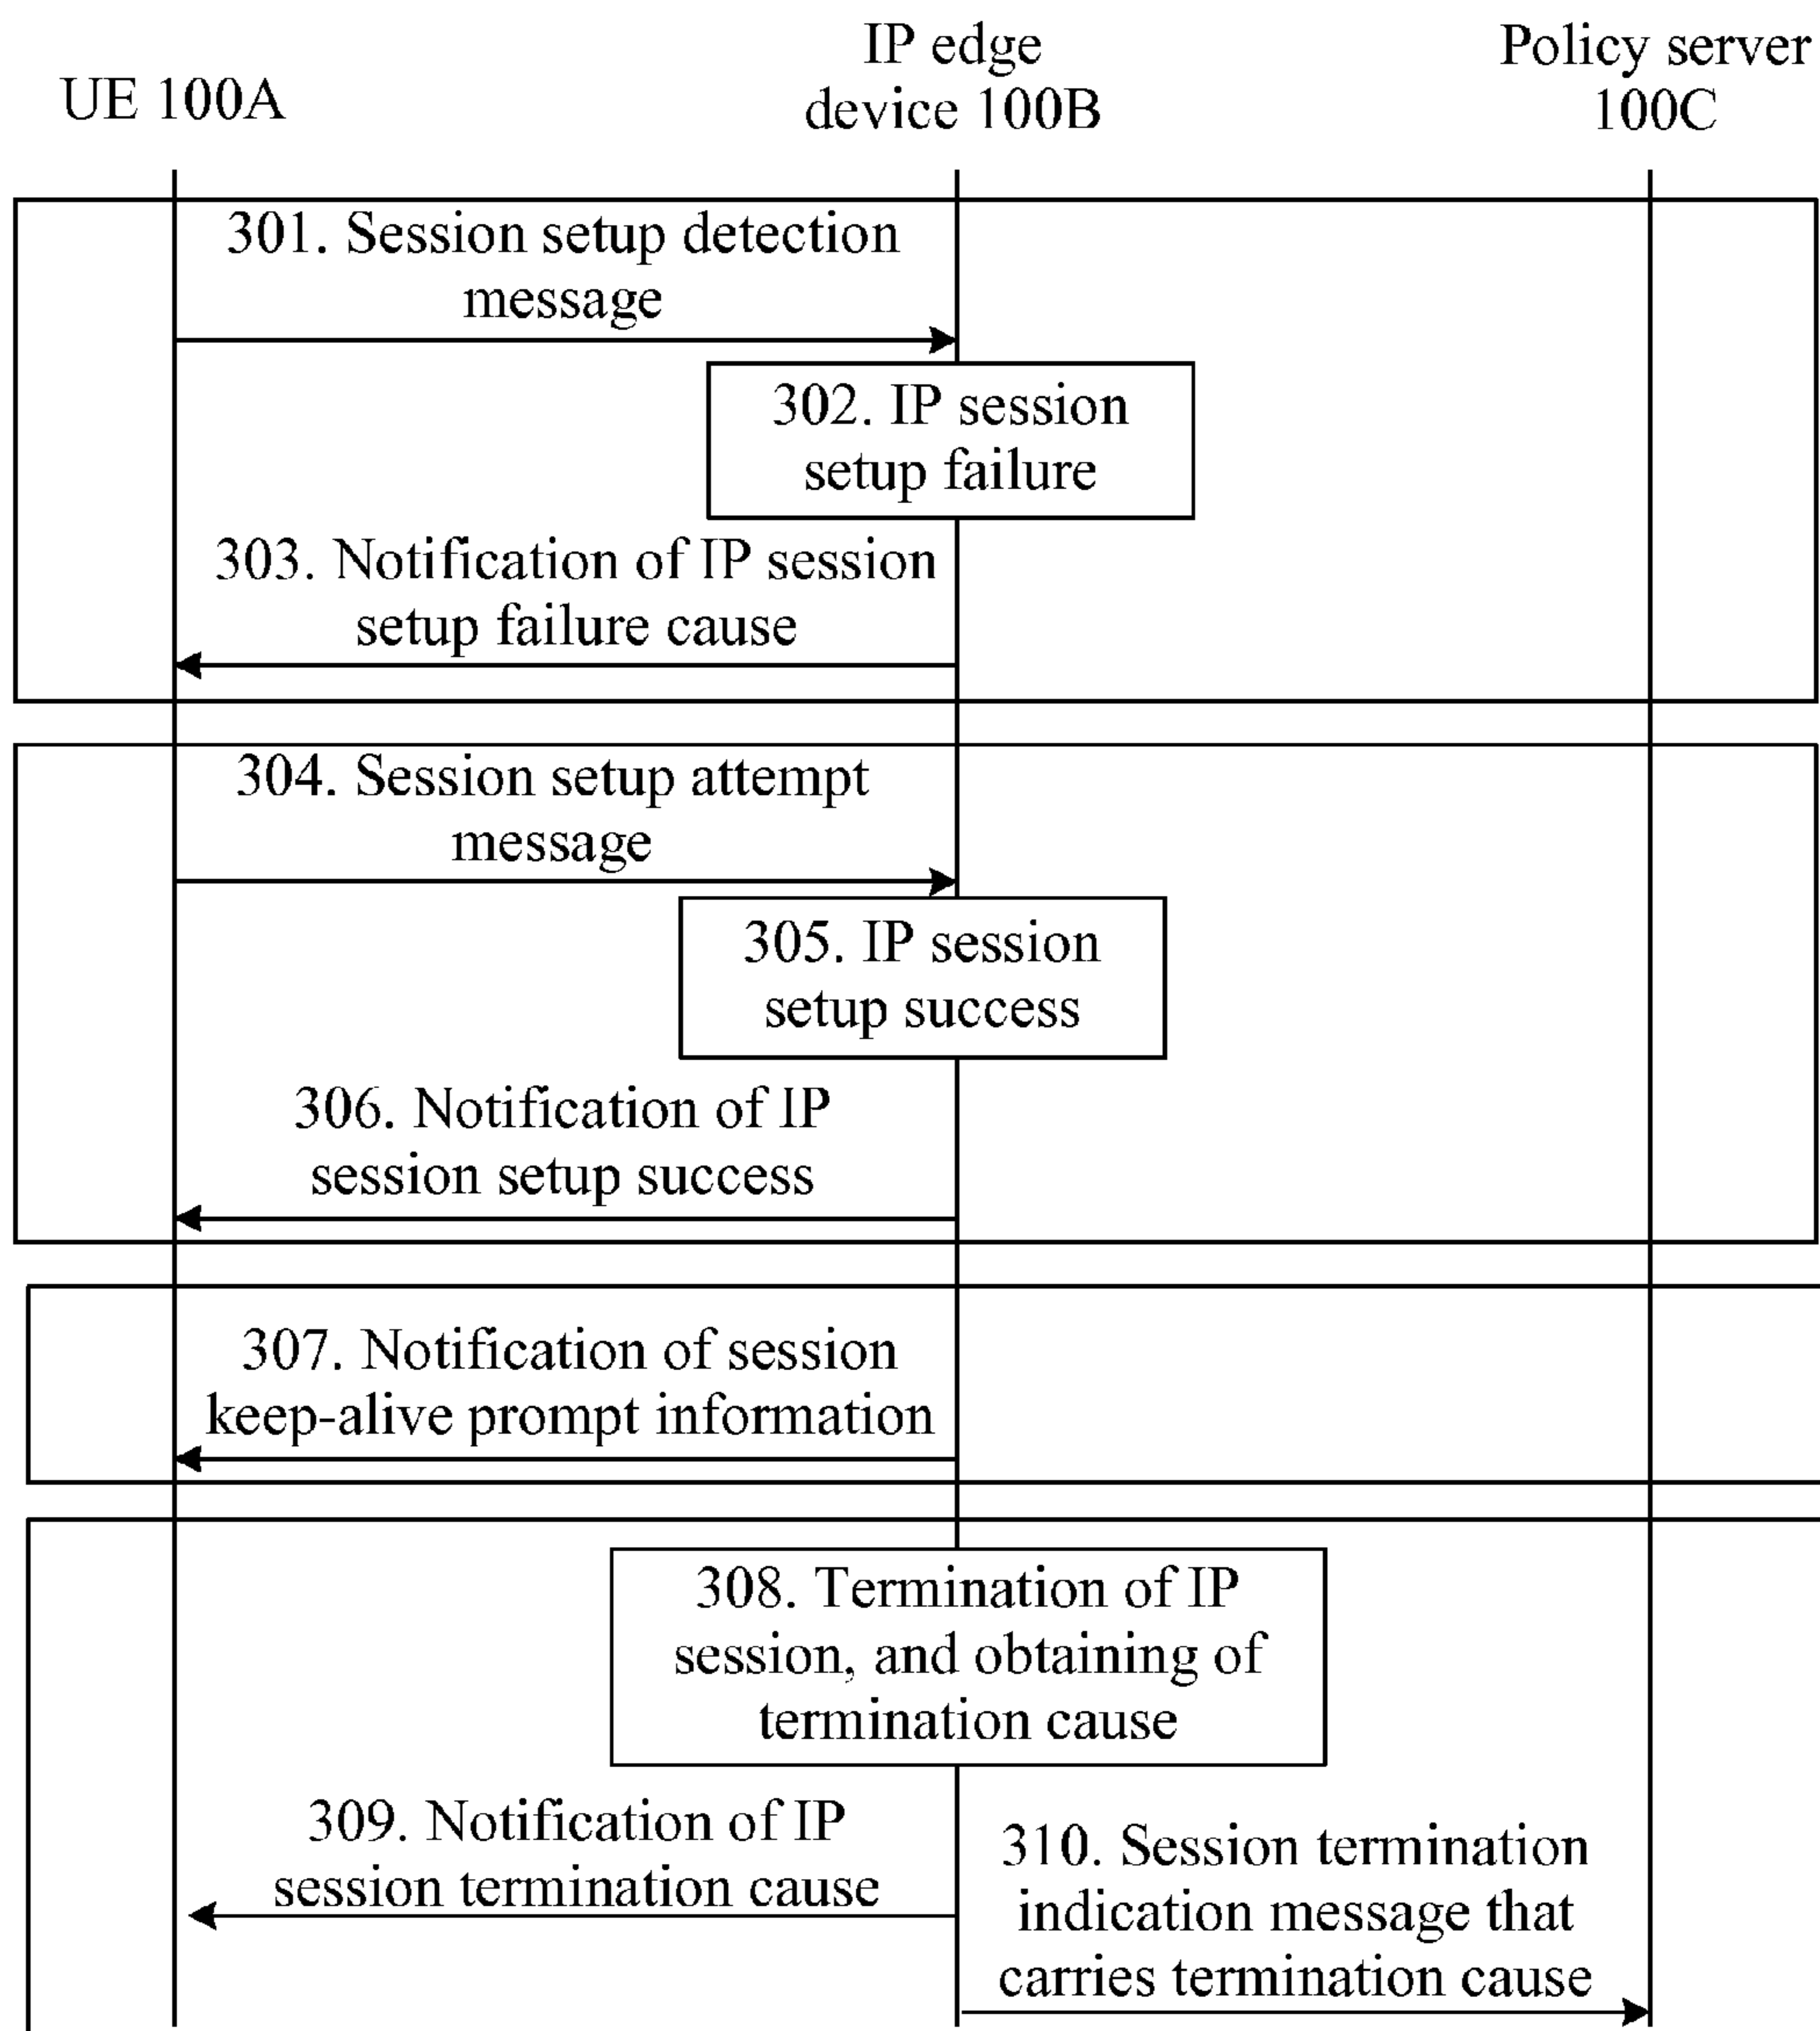 UE 100A
IP edge
device 100B
Policy server
100C
301. Session setup detection
message
302. IP session
setup failure
303. Notification of IP session
setup failure cause
304. Session setup attempt
message
305. IP session
setup success
306. Notification of IP
session setup success
307. Notification of session
keep-alive prompt information
308. Termination of IP
session, and obtaining of
termination cause
309. Notification of IP
session termination cause
310. Session termination
indication message that
carries termination cause